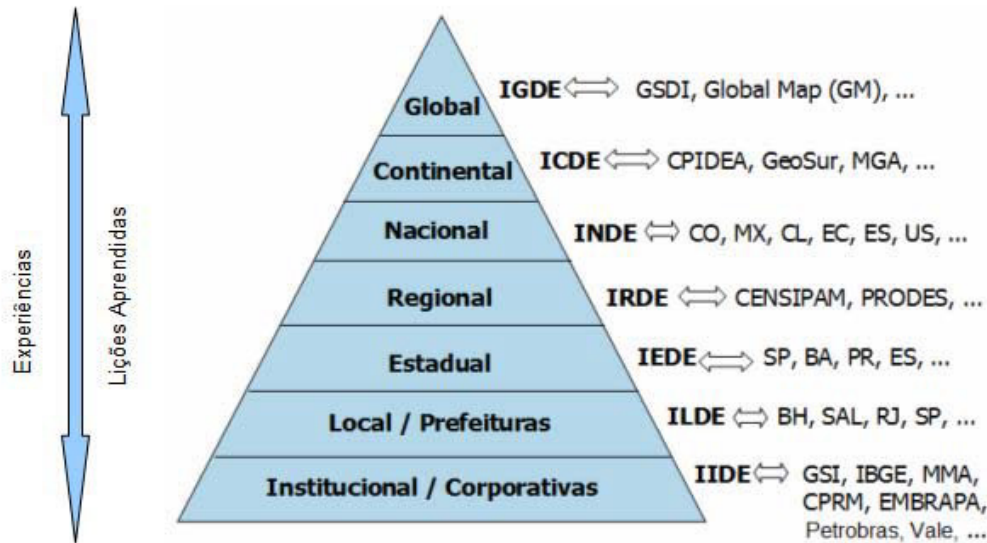 Experiências
Lições Aprendidas
Global
IGDE GSDI, Global Map (GM), ...
Continental
ICDE CPIDEA, GeoSur, MGA, ...
Nacional
INDE CO, MX, CL, EC, ES, US, ...
Regional
IRDE CENSIPAM, PRODES, ...
Estadual
IEDE SP, BA, PR, ES, ...
Local / Prefeituras
ILDE BH, SAL, RJ, SP, ...
Institucional / Corporativas
IIDE GSI, IBGE, MMA,
CPRM, EMBRAPA,
Petrobras, Vale, ...